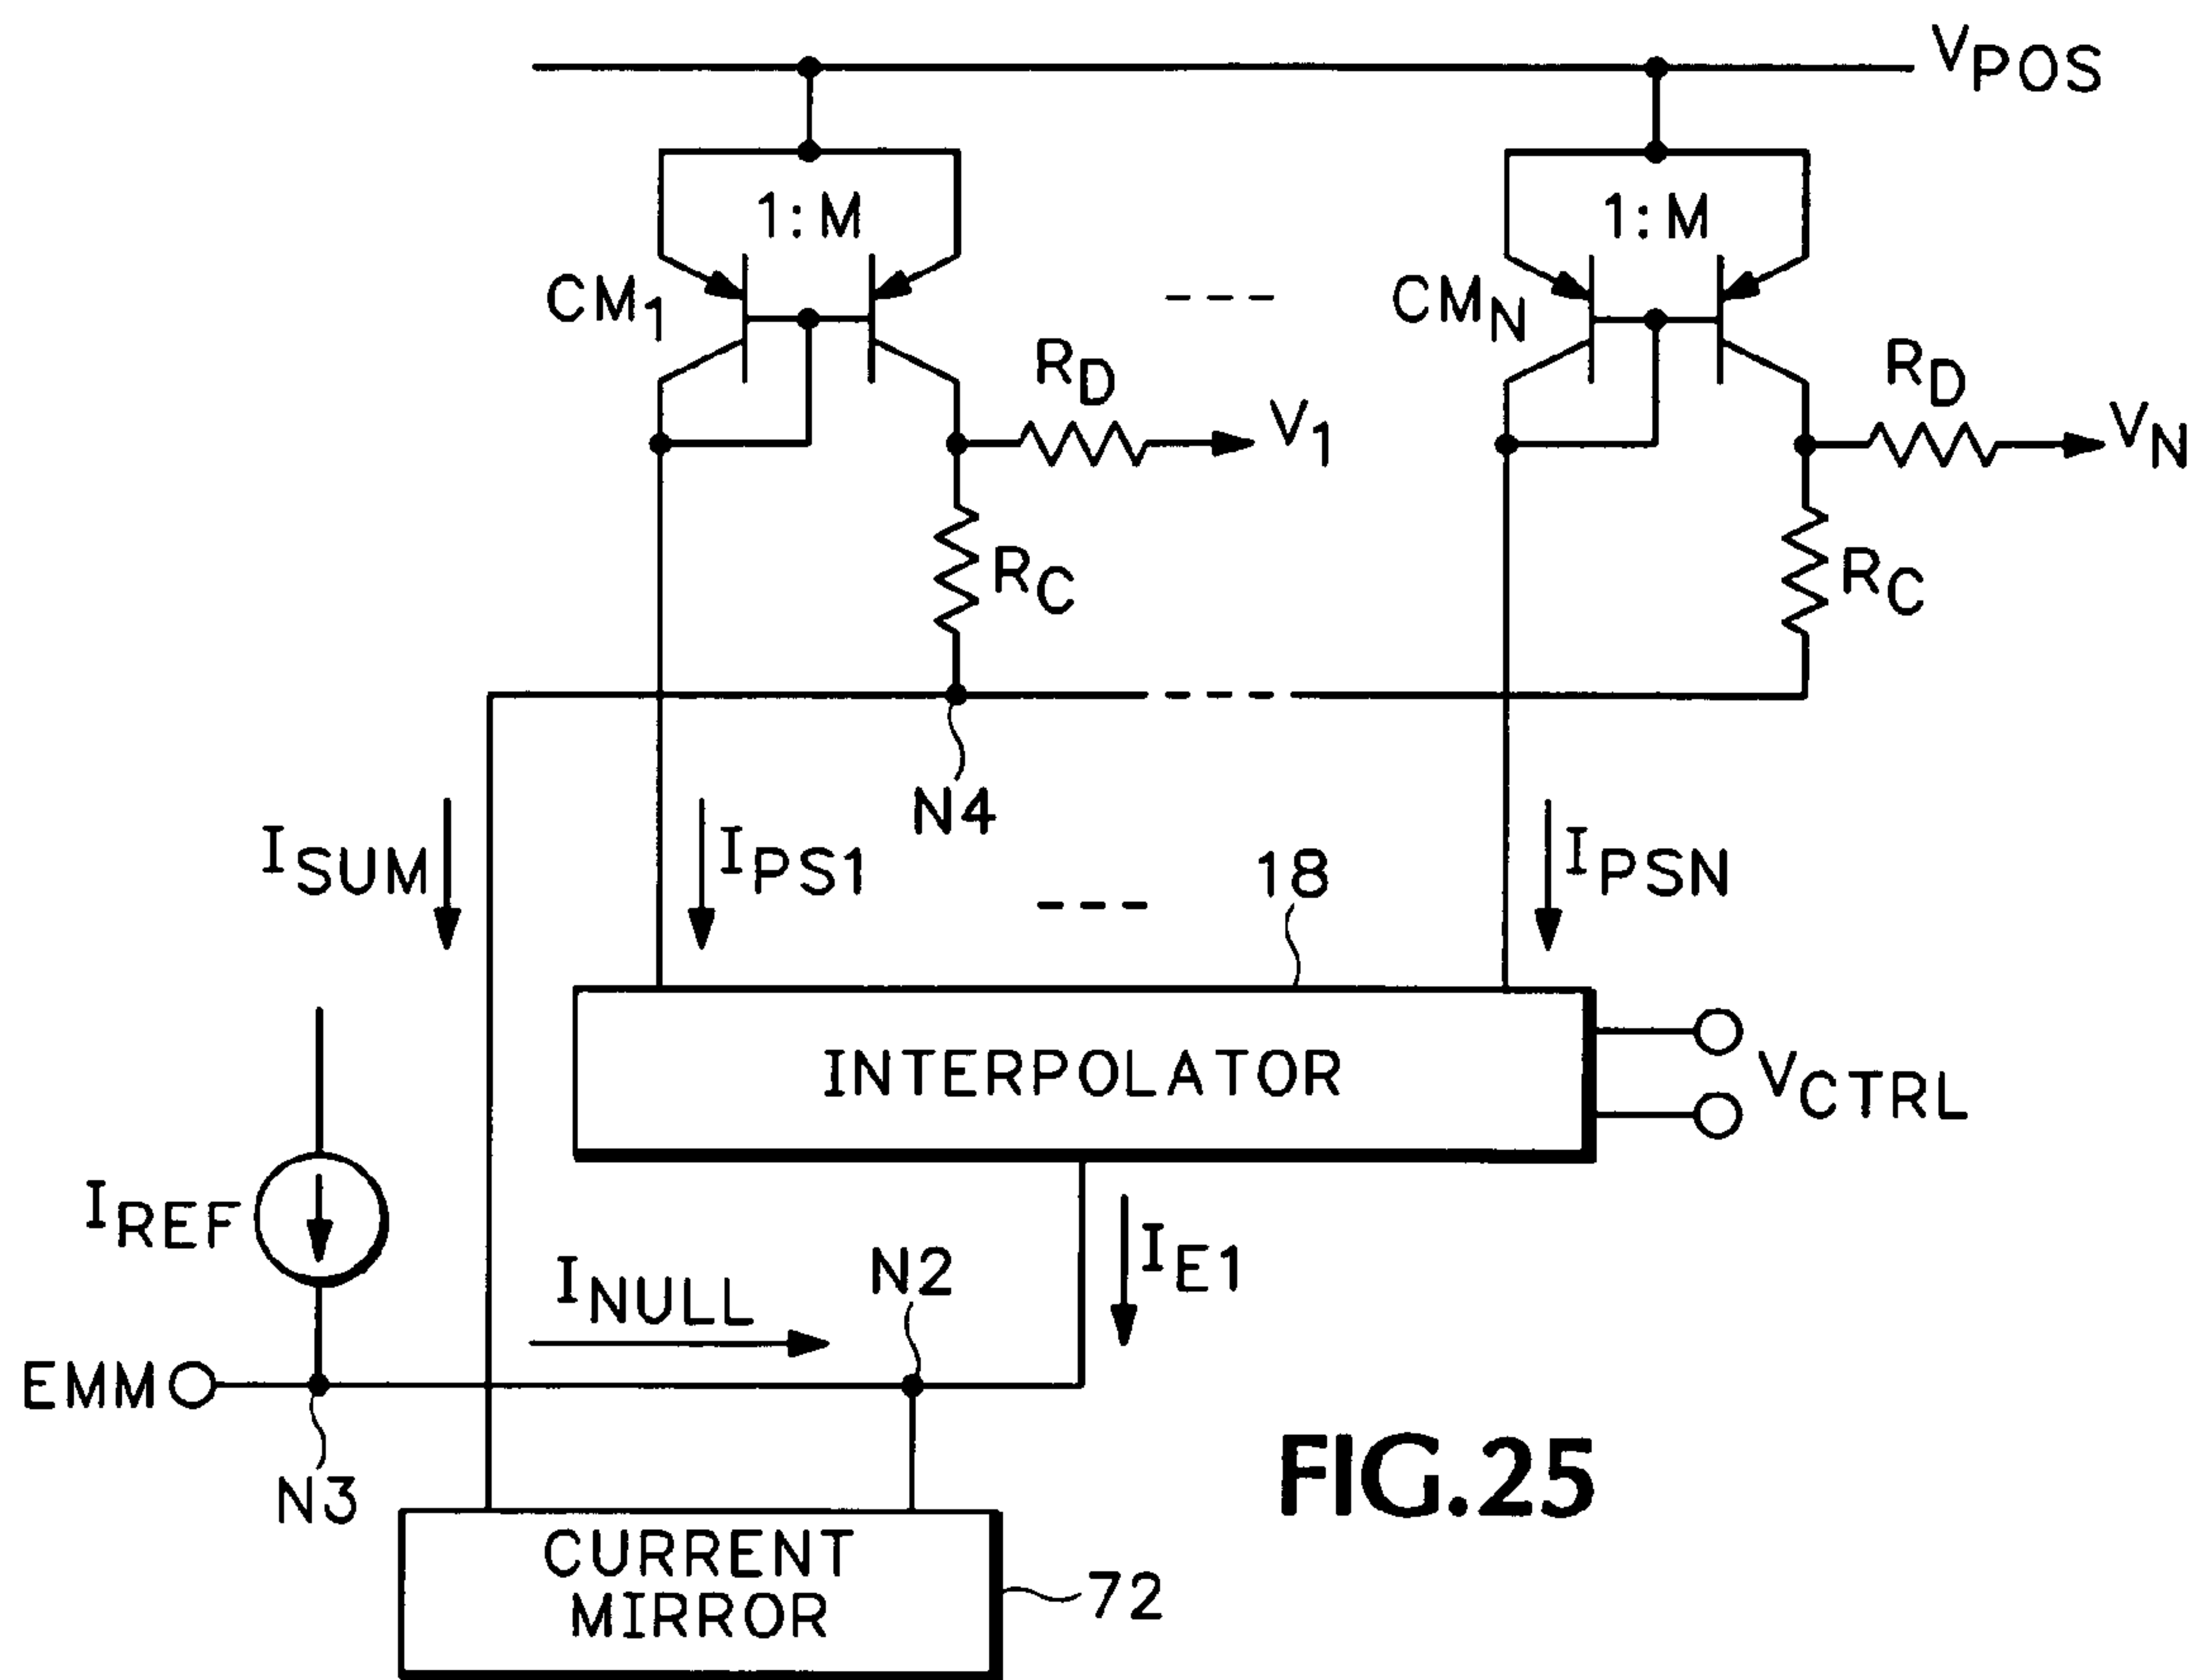 VPOS
1:M
1:M
CM1
CMN
RD
V1
RD
VN
RC
RC
N4
ISUM
IPS1
18
IPSN
INTERPOLATOR
VCTRL
IREF
INULL
N2
IE1
EMM
N3
FIG.25
CURRENT
MIRROR
72